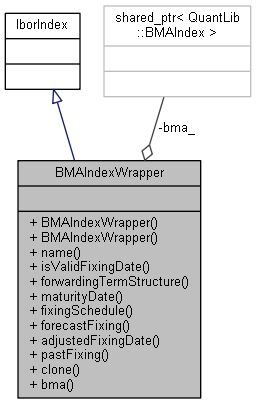 IborIndex
shared_ptr< QuantLib
::BMAIndex >
-bma_
BMAIndexWrapper
+ BMAIndexWrapper()
+ BMAIndexWrapper()
+ name()
+ isValidFixingDate()
+ forwardingTermStructure()
+ maturityDate()
+ fixingSchedule()
+ forecastFixing()
+ adjustedFixingDate()
+ pastFixing()
+ clone()
+ bma()